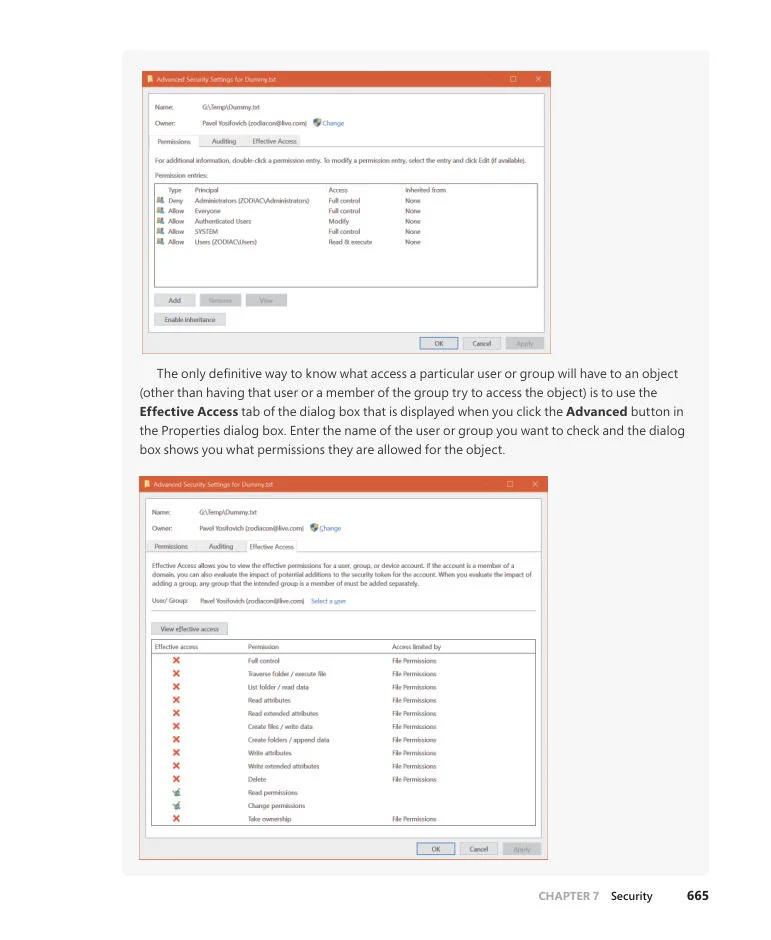 Advanced Security Settings for Dummy.txt
Name: G:\Temp\Dummy.txt
Owner: Pavel Yosifovich (zodiacon@live.com) Change
Permissions Auditing Effective Access
For additional information, double-click a permission entry. To modify a permission entry, select the entry and click Edit (if available).
Permission entries:
Type Principal Access Inherited from
Deny Administrators (ZODIAC\Administrators) Full control None
Allow Everyone Full control None
Allow Authenticated Users Modify None
Allow SYSTEM Full control None
Allow Users (ZODIAC\Users) Read & execute None
Add Remove View
Enable inheritance
OK Cancel Apply
The only definitive way to know what access a particular user or group will have to an object
(other than having that user or a member of the group try to access the object) is to use the
Effective Access tab of the dialog box that is displayed when you click the Advanced button in
the Properties dialog box. Enter the name of the user or group you want to check and the dialog
box shows you what permissions they are allowed for the object.
Advanced Security Settings for Dummy.txt
Name: G:\Temp\Dummy.txt
Owner: Pavel Yosifovich (zodiacon@live.com) Change
Permissions Auditing Effective Access
Effective Access allows you to view the effective permissions for a user, group, or device account. If the account is a member of a
domain, you can also evaluate the impact of potential additions to the security token for the account. When you evaluate the impact of
adding a group, any group that the intended group is a member of must be added separately.
User/ Group: Pavel Yosifovich (zodiacon@live.com) Select a user
View effective access
Effective access Permission Access limited by
Full control File Permissions
Traverse folder / execute file File Permissions
List folder / read data File Permissions
Read attributes File Permissions
Read extended attributes File Permissions
Create files / write data File Permissions
Create folders / append data File Permissions
Write attributes File Permissions
Write extended attributes File Permissions
Delete File Permissions
Read permissions
Change permissions
Take ownership File Permissions
OK Cancel Apply
CHAPTER 7 Security 665